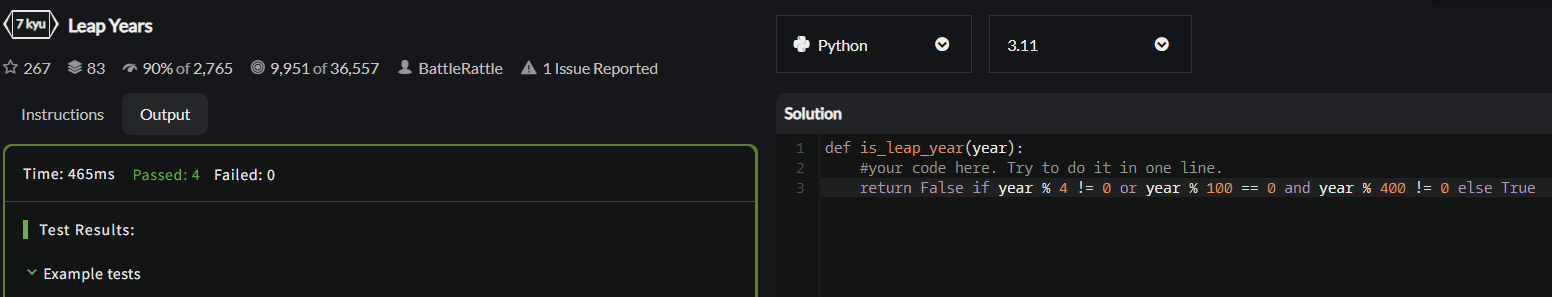 7 kyu Leap Years
267 83 90% of 2,765 9,951 of 36,557 BattleRattle 1 Issue Reported
Instructions Output
Time: 465ms Passed: 4 Failed: 0
Test Results:
Example tests
Python 3.11
Solution
1 def is_leap_year(year):
2 #your code here. Try to do it in one line.
3 return False if year % 4 != 0 or year % 100 == 0 and year % 400 != 0 else True